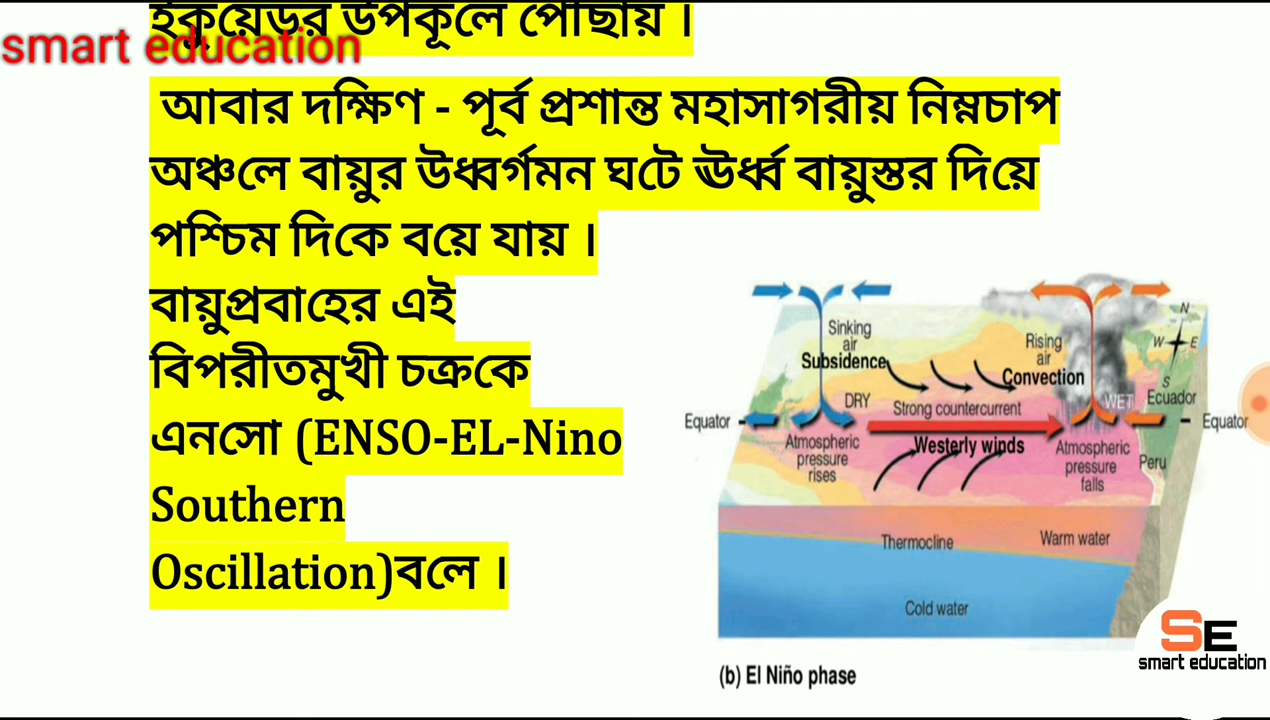 ইকুয়েডর উপকূলে পৌঁছায় ।
smart education
আবার দক্ষিণ - পূর্ব প্রশান্ত মহাসাগরীয় নিম্নচাপ
অঞ্চলে বায়ুর উধ্বর্গমন ঘটে ঊর্ধ্ব বায়ুস্তর দিয়ে
পশ্চিম দিকে বয়ে যায় ।
বায়ুপ্রবাহের এই
বিপরীতমুখী চক্রকে
এনসো (ENSO-EL-Nino
Southern
Oscillation)বলে ।
Sinking
air
Subsidence
DRY
Equator
Atmospheric
pressure
rises
Strong countercurrent
Westerly winds
Rising
air
Convection
WET
Atmospheric
pressure
falls
N
W E
S
Ecuador
Equator
Peru
Thermocline
Warm water
Cold water
(b) El Niño phase
SE
smart education